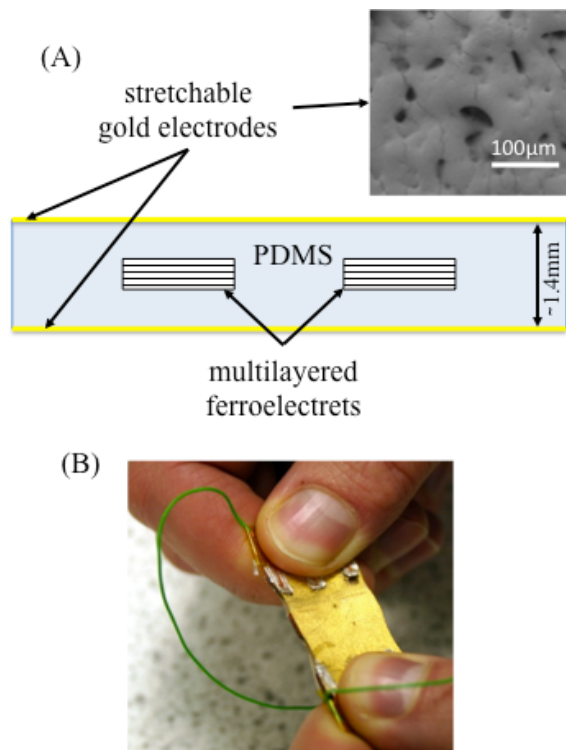 (A)
stretchable
gold electrodes
100µm
PDMS
~1.4mm
multilayered
ferroelectrets
(B)